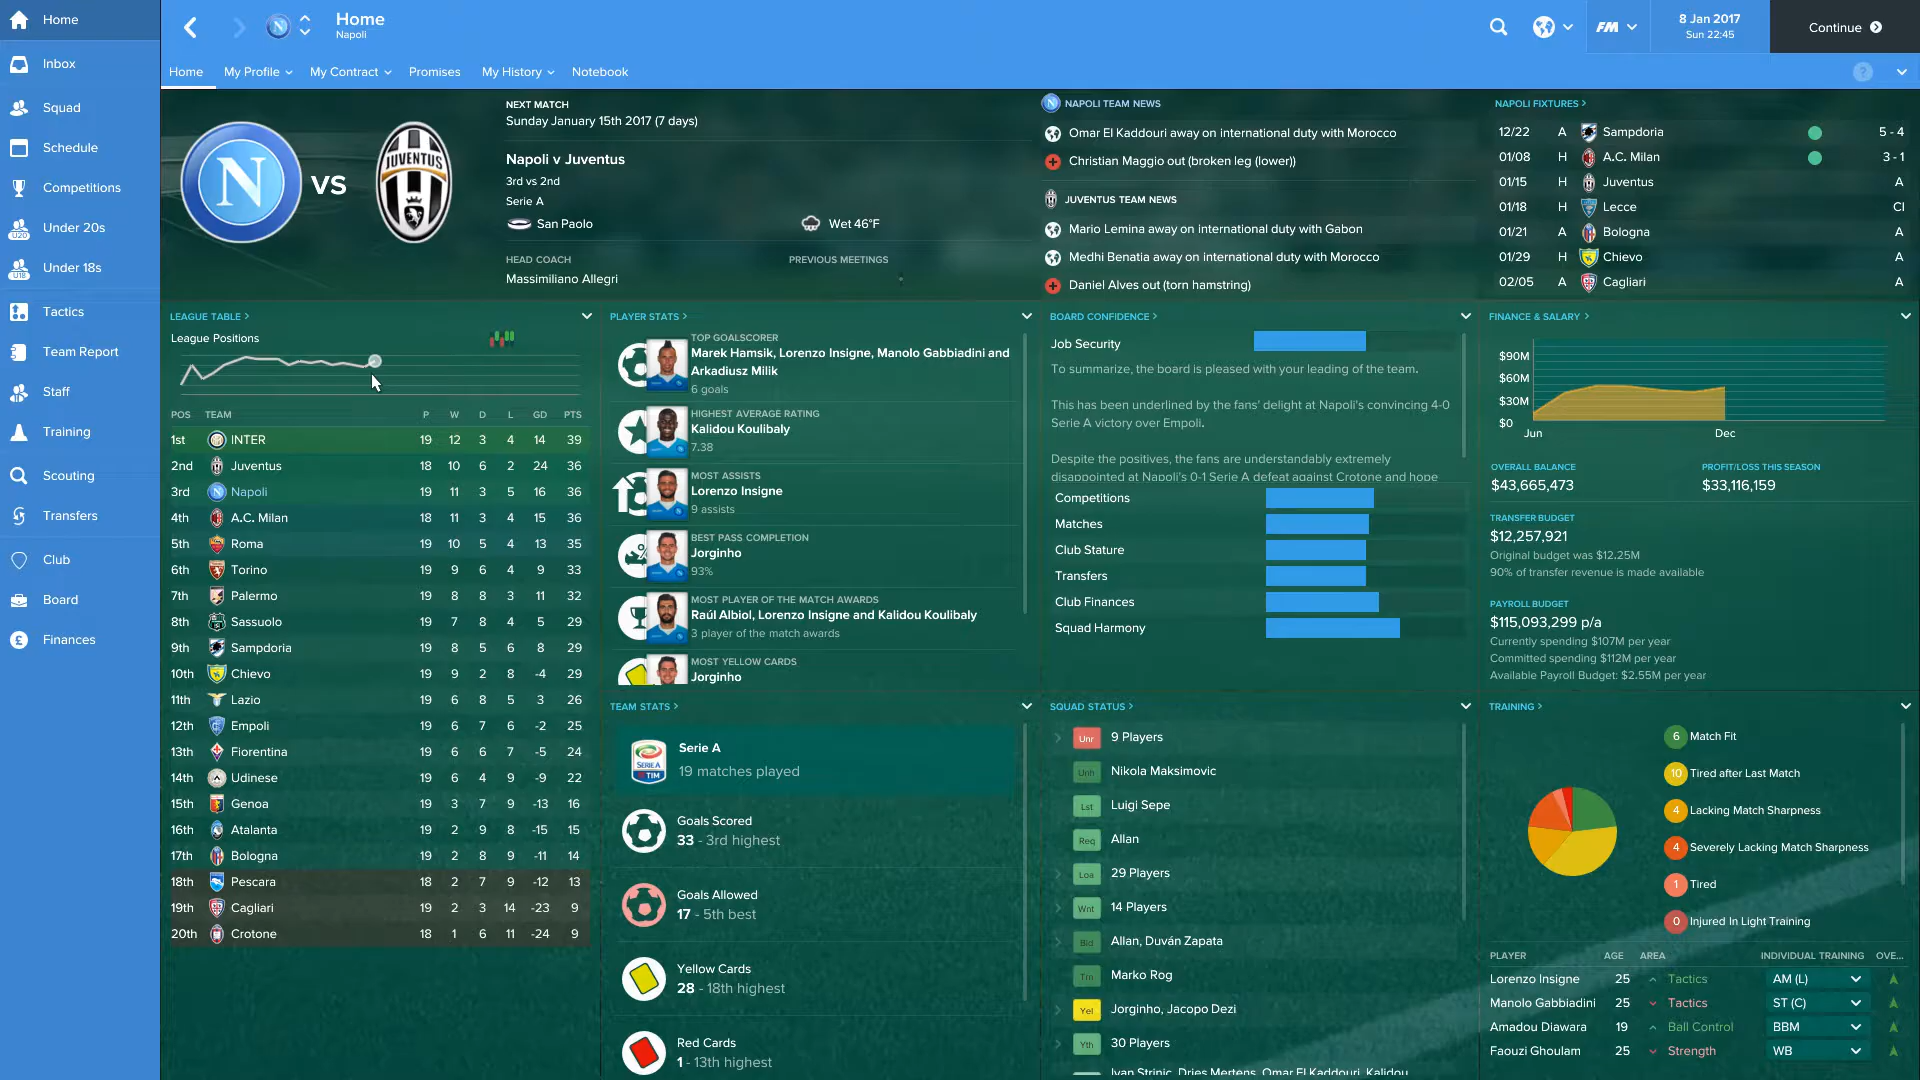 Home
Inbox
Squad
Schedule
Competitions
Under 20s
Under 18s
Tactics
Team Report
Staff
Training
Scouting
Transfers
Club
Board
Finances
Home
Napoli
FM
8 Jan 2017
Sun 22:45
Continue
Home My Profile My Contract Promises My History Notebook
NEXT MATCH
Sunday January 15th 2017 (7 days)
VS
Napoli v Juventus
3rd vs 2nd
Serie A
San Paolo Wet 46°F
HEAD COACH PREVIOUS MEETINGS
Massimiliano Allegri
NAPOLI TEAM NEWS
Omar El Kaddouri away on international duty with Morocco
Christian Maggio out (broken leg (lower))
JUVENTUS TEAM NEWS
Mario Lemina away on international duty with Gabon
Medhi Benatia away on international duty with Morocco
Daniel Alves out (torn hamstring)
NAPOLI FIXTURES >
12/22 A Sampdoria 5 - 4
01/08 H A.C. Milan 3 - 1
01/15 H Juventus A
01/18 H Lecce CI
01/21 A Bologna A
01/29 H Chievo A
02/05 A Cagliari A
LEAGUE TABLE >
League Positions
POS TEAM P W D L GD PTS
1st INTER 19 12 3 4 14 39
2nd Juventus 18 10 6 2 24 36
3rd Napoli 19 11 3 5 16 36
4th A.C. Milan 18 11 3 4 15 36
5th Roma 19 10 5 4 13 35
6th Torino 19 9 6 4 9 33
7th Palermo 19 8 8 3 11 32
8th Sassuolo 19 7 8 4 5 29
9th Sampdoria 19 8 5 6 8 29
10th Chievo 19 9 2 8 -4 29
11th Lazio 19 6 8 5 3 26
12th Empoli 19 6 7 6 -2 25
13th Fiorentina 19 6 6 7 -5 24
14th Udinese 19 6 4 9 -9 22
15th Genoa 19 3 7 9 -13 16
16th Atalanta 19 2 9 8 -15 15
17th Bologna 19 2 8 9 -11 14
18th Pescara 18 2 7 9 -12 13
19th Cagliari 19 2 3 14 -23 9
20th Crotone 18 1 6 11 -24 9
PLAYER STATS >
TOP GOALSCORER
Marek Hamsik, Lorenzo Insigne, Manolo Gabbiadini and
Arkadiusz Milik
6 goals
HIGHEST AVERAGE RATING
Kalidou Koulibaly
7.38
MOST ASSISTS
Lorenzo Insigne
9 assists
BEST PASS COMPLETION
Jorginho
93%
MOST PLAYER OF THE MATCH AWARDS
Raúl Albiol, Lorenzo Insigne and Kalidou Koulibaly
3 player of the match awards
MOST YELLOW CARDS
Jorginho
TEAM STATS >
Serie A
19 matches played
Goals Scored
33 - 3rd highest
Goals Allowed
17 - 5th best
Yellow Cards
28 - 18th highest
Red Cards
1 - 13th highest
BOARD CONFIDENCE >
Job Security
To summarize, the board is pleased with your leading of the team.
This has been underlined by the fans' delight at Napoli's convincing 4-0
Serie A victory over Empoli.
Despite the positives, the fans are understandably extremely
disappointed at Napoli's 0-1 Serie A defeat against Crotone and hope
Competitions
Matches
Club Stature
Transfers
Club Finances
Squad Harmony
SQUAD STATUS >
Unr 9 Players
Unh Nikola Maksimovic
Lst Luigi Sepe
Req Allan
Loa 29 Players
Wnt 14 Players
Bid Allan, Duván Zapata
Trn Marko Rog
Yel Jorginho, Jacopo Dezi
Yth 30 Players
Ivan Strinic, Dries Mertens, Omar El Kaddouri, Kalidou
FINANCE & SALARY >
$90M
$60M
$30M
$0
Jun Dec
OVERALL BALANCE PROFIT/LOSS THIS SEASON
$43,665,473 $33,116,159
TRANSFER BUDGET
$12,257,921
Original budget was $12.25M
90% of transfer revenue is made available
PAYROLL BUDGET
$115,093,299 p/a
Currently spending $107M per year
Committed spending $112M per year
Available Payroll Budget: $2.55M per year
TRAINING >
6 Match Fit
10 Tired after Last Match
4 Lacking Match Sharpness
4 Severely Lacking Match Sharpness
1 Tired
0 Injured In Light Training
PLAYER AGE AREA INDIVIDUAL TRAINING OVE...
Lorenzo Insigne 25 Tactics AM (L)
Manolo Gabbiadini 25 Tactics ST (C)
Amadou Diawara 19 Ball Control BBM
Faouzi Ghoulam 25 Strength WB